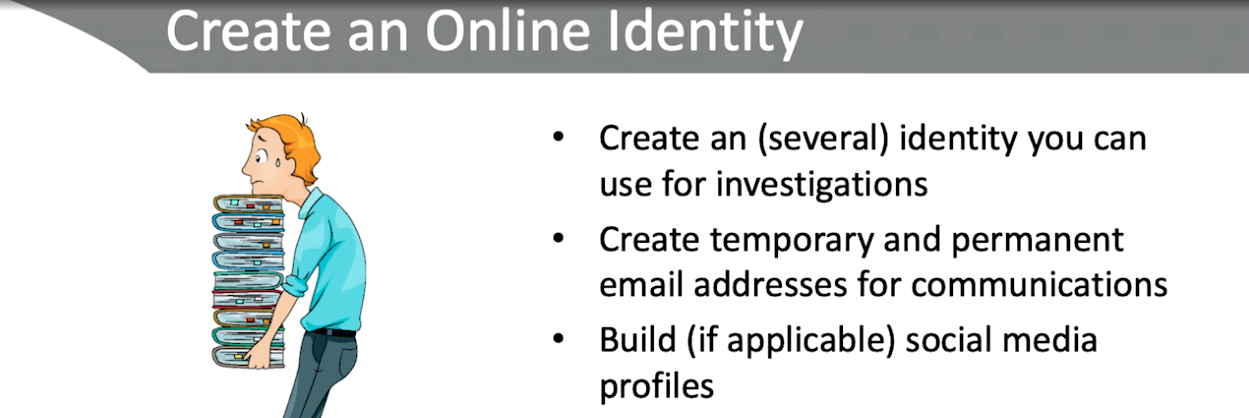 Create an Online Identity
• Create an (several) identity you can
use for investigations
• Create temporary and permanent
email addresses for communications
• Build (if applicable) social media
profiles